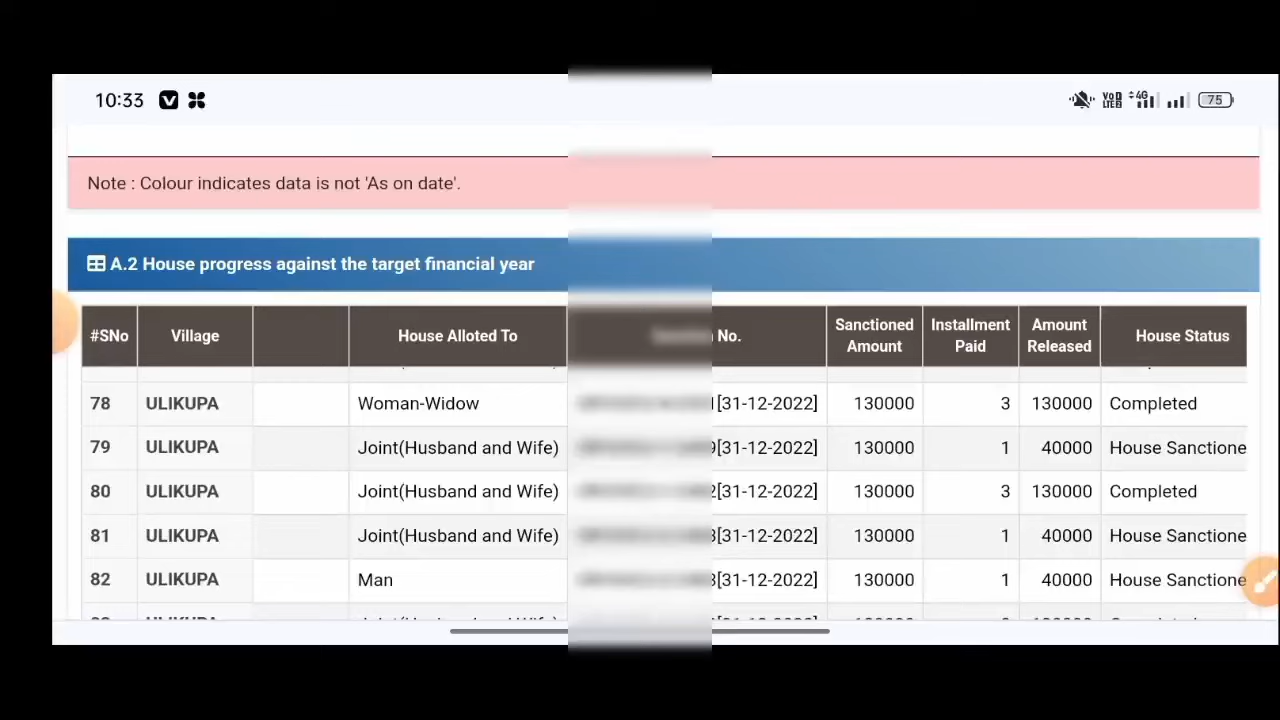 10:33 VoD LTED 4G 75
Note : Colour indicates data is not 'As on date'.
A.2 House progress against the target financial year
#SNo Village House Alloted To No. Sanctioned Amount Installment Paid Amount Released House Status
78 ULIKUPA Woman-Widow [31-12-2022] 130000 3 130000 Completed
79 ULIKUPA Joint(Husband and Wife) [31-12-2022] 130000 1 40000 House Sanctione
80 ULIKUPA Joint(Husband and Wife) [31-12-2022] 130000 3 130000 Completed
81 ULIKUPA Joint(Husband and Wife) [31-12-2022] 130000 1 40000 House Sanctione
82 ULIKUPA Man [31-12-2022] 130000 1 40000 House Sanctione